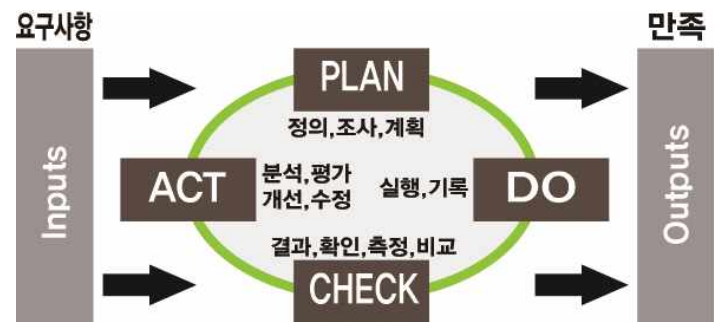 요구사항
만족
Inputs
PLAN
정의,조사,계획
ACT
분석,평가
개선,수정
실행,기록
DO
결과,확인,측정,비교
CHECK
Outputs